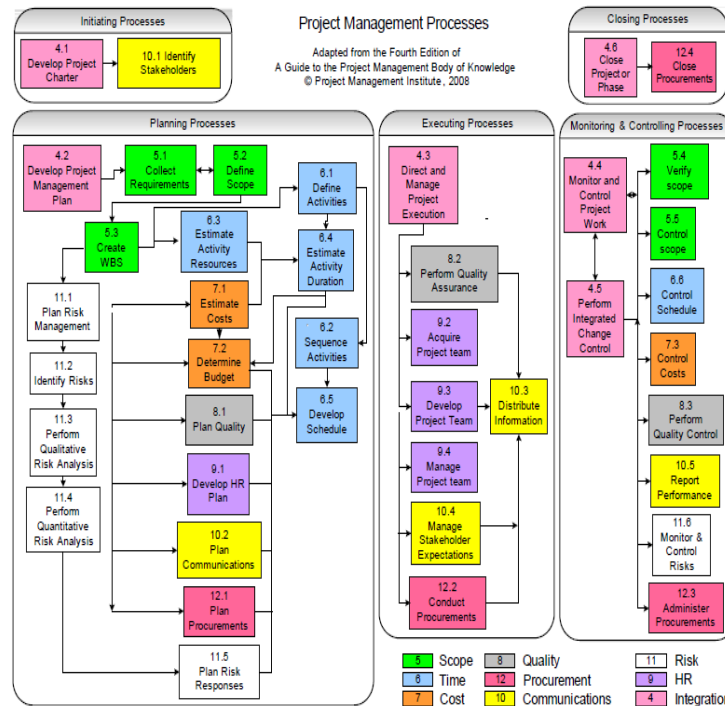 Initiating Processes
4.1
Develop Project
Charter
10.1 Identify
Stakeholders
Project Management Processes
Adapted from the Fourth Edition of
A Guide to the Project Management Body of Knowledge
© Project Management Institute, 2008
Closing Processes
4.6
Close
Project or
Phase
12.4
Close
Procurements
Planning Processes
4.2
Develop Project
Management
Plan
5.1
Collect
Requirements
5.2
Define
Scope
6.1
Define
Activities
5.3
Create
WBS
6.3
Estimate
Activity
Resources
6.4
Estimate
Activity
Duration
11.1
Plan Risk
Management
7.1
Estimate
Costs
11.2
Identify Risks
7.2
Determine
Budget
6.2
Sequence
Activities
11.3
Perform
Qualitative
Risk Analysis
8.1
Plan Quality
6.5
Develop
Schedule
11.4
Perform
Quantitative
Risk Analysis
9.1
Develop HR
Plan
10.2
Plan
Communications
12.1
Plan
Procurements
11.5
Plan Risk
Responses
Executing Processes
4.3
Direct and
Manage
Project
Execution
8.2
Perform Quality
Assurance
9.2
Acquire
Project team
9.3
Develop
Project Team
10.3
Distribute
Information
9.4
Manage
Project team
10.4
Manage
Stakeholder
Expectations
12.2
Conduct
Procurements
Monitoring & Controlling Processes
4.4
Monitor and
Control
Project
Work
5.4
Verify
scope
5.5
Control
scope
4.5
Perform
Integrated
Change
Control
6.6
Control
Schedule
7.3
Control
Costs
8.3
Perform
Quality Control
10.5
Report
Performance
11.6
Monitor &
Control
Risks
12.3
Administer
Procurements
5 Scope
8 Quality
11 Risk
6 Time
12 Procurement
9 HR
7 Cost
10 Communications
4 Integration